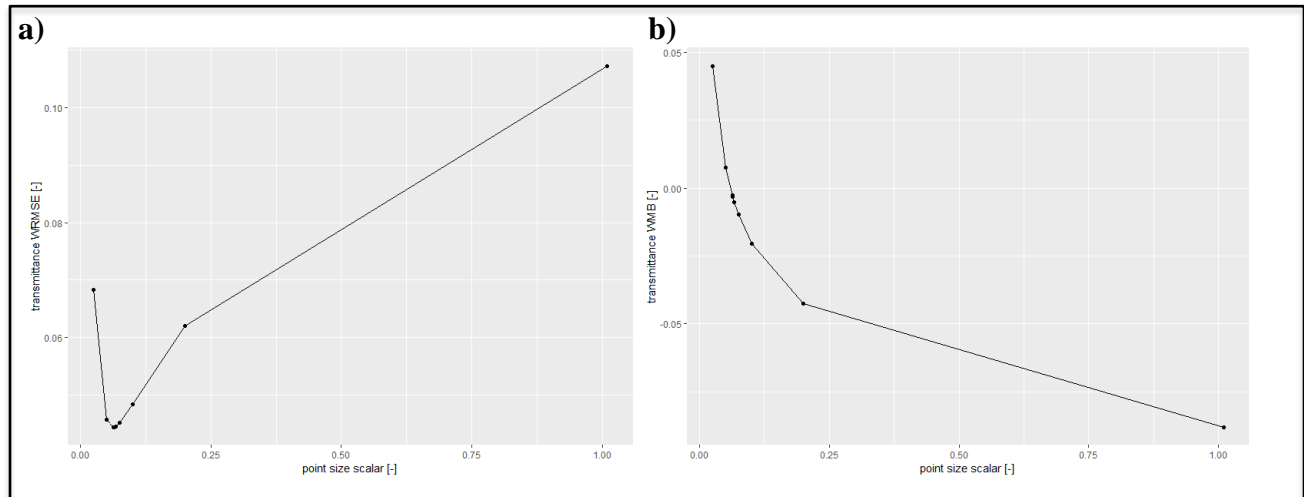 a)
transmittance WRMSE [-]
0.10
0.08
0.06
0.00 0.25 0.50 0.75 1.00
point size scalar [-]
b)
transmittance WMB [-]
0.05
0.00
-0.05
0.00 0.25 0.50 0.75 1.00
point size scalar [-]